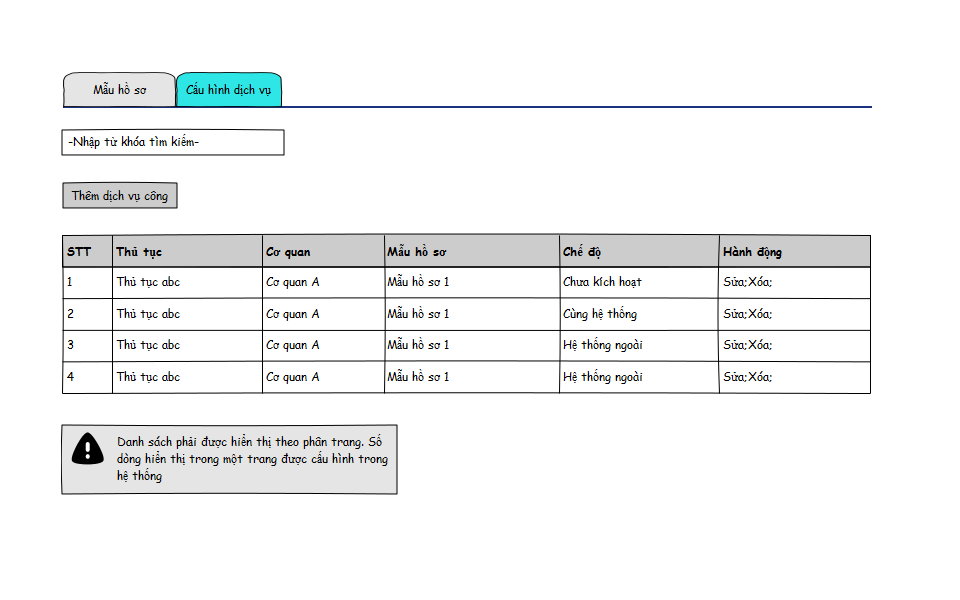 Mẫu hồ sơ Cấu hình dịch vụ
-Nhập từ khóa tìm kiếm-
Thêm dịch vụ công
STT Thủ tục Cơ quan Mẫu hồ sơ Chế độ Hành động
1 Thủ tục abc Cơ quan A Mẫu hồ sơ 1 Chưa kích hoạt Sửa;Xóa;
2 Thủ tục abc Cơ quan A Mẫu hồ sơ 1 Cùng hệ thống Sửa;Xóa;
3 Thủ tục abc Cơ quan A Mẫu hồ sơ 1 Hệ thống ngoài Sửa;Xóa;
4 Thủ tục abc Cơ quan A Mẫu hồ sơ 1 Hệ thống ngoài Sửa;Xóa;
Danh sách phải được hiển thị theo phân trang. Số
dòng hiển thị trong một trang được cấu hình trong
hệ thống